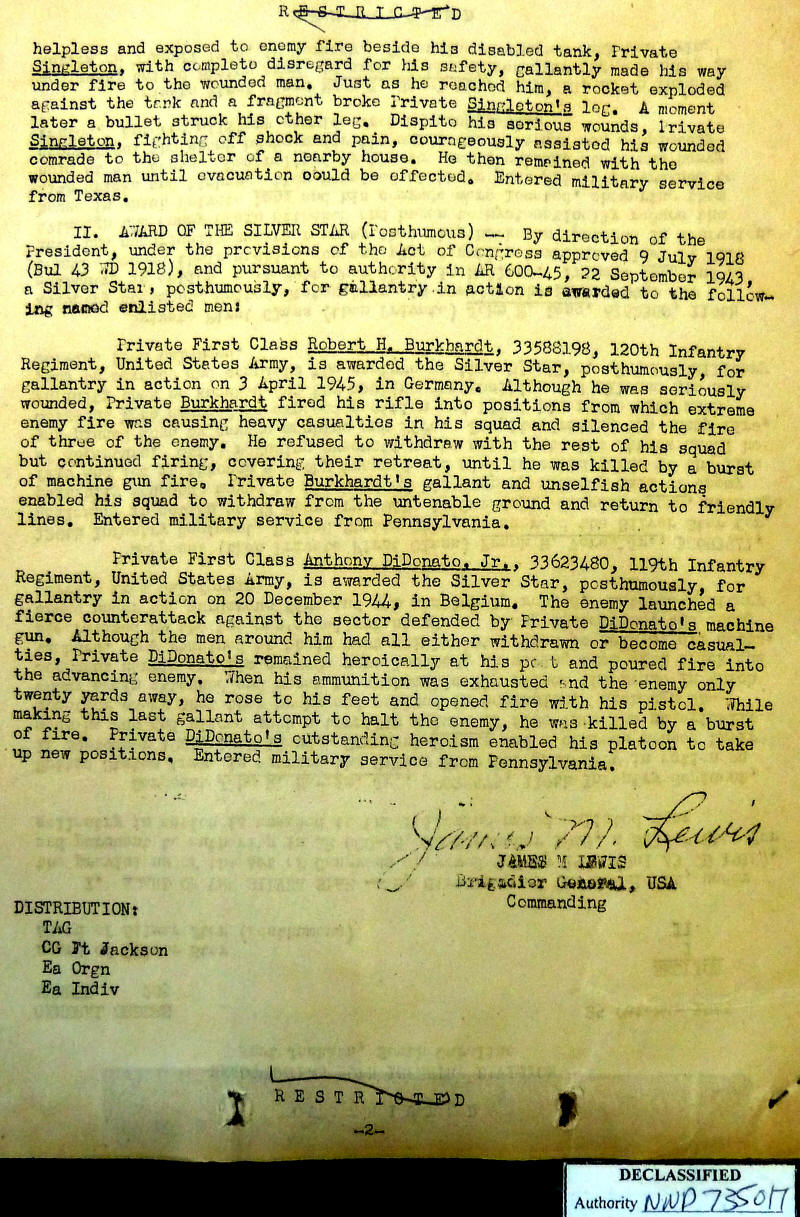 RESTRICTED
helpless and exposed to enemy fire beside his disabled tank, Private
Singleton, with complete disregard for his safety, gallantly made his way
under fire to the wounded man. Just as he reached him, a rocket exploded
against the tank and a fragment broke Private Singleton's leg. A moment
later a bullet struck his other leg. Dispite his serious wounds, Private
Singleton, fighting off shock and pain, courageously assisted his wounded
comrade to the shelter of a nearby house. He then remained with the
wounded man until evacuation could be effected. Entered military service
from Texas.
II. AWARD OF THE SILVER STAR (Posthumous) -- By direction of the
President, under the provisions of the Act of Congress approved 9 July 1918
(Bul 43 WD 1918), and pursuant to authority in AR 600-45, 22 September 1943,
a Silver Star, posthumously, for gallantry in action is awarded to the follow-
ing named enlisted men:
Private First Class Robert H. Burkhardt, 33588198, 120th Infantry
Regiment, United States Army, is awarded the Silver Star, posthumously, for
gallantry in action on 3 April 1945, in Germany. Although he was seriously
wounded, Private Burkhardt fired his rifle into positions from which extreme
enemy fire was causing heavy casualties in his squad and silenced the fire
of three of the enemy. He refused to withdraw with the rest of his squad
but continued firing, covering their retreat, until he was killed by a burst
of machine gun fire. Private Burkhardt's gallant and unselfish actions
enabled his squad to withdraw from the untenable ground and return to friendly
lines. Entered military service from Pennsylvania.
Private First Class Anthony DiDonato, Jr., 33623480, 119th Infantry
Regiment, United States Army, is awarded the Silver Star, posthumously, for
gallantry in action on 20 December 1944, in Belgium. The enemy launched a
fierce counterattack against the sector defended by Private DiDonato's machine
gun. Although the men around him had all either withdrawn or become casual-
ties, Private DiDonato's remained heroically at his post and poured fire into
the advancing enemy. When his ammunition was exhausted and the enemy only
twenty yards away, he rose to his feet and opened fire with his pistol. While
making this last gallant attempt to halt the enemy, he was killed by a burst
of fire. Private DiDonato's outstanding heroism enabled his platoon to take
up new positions. Entered military service from Pennsylvania.
James M. Lewis
JAMES M LEWIS
Brigadier General, USA
Commanding
DISTRIBUTION:
TAG
CG Ft Jackson
Ea Orgn
Ea Indiv
RESTRICTED
-2-
DECLASSIFIED
Authority NND 735017